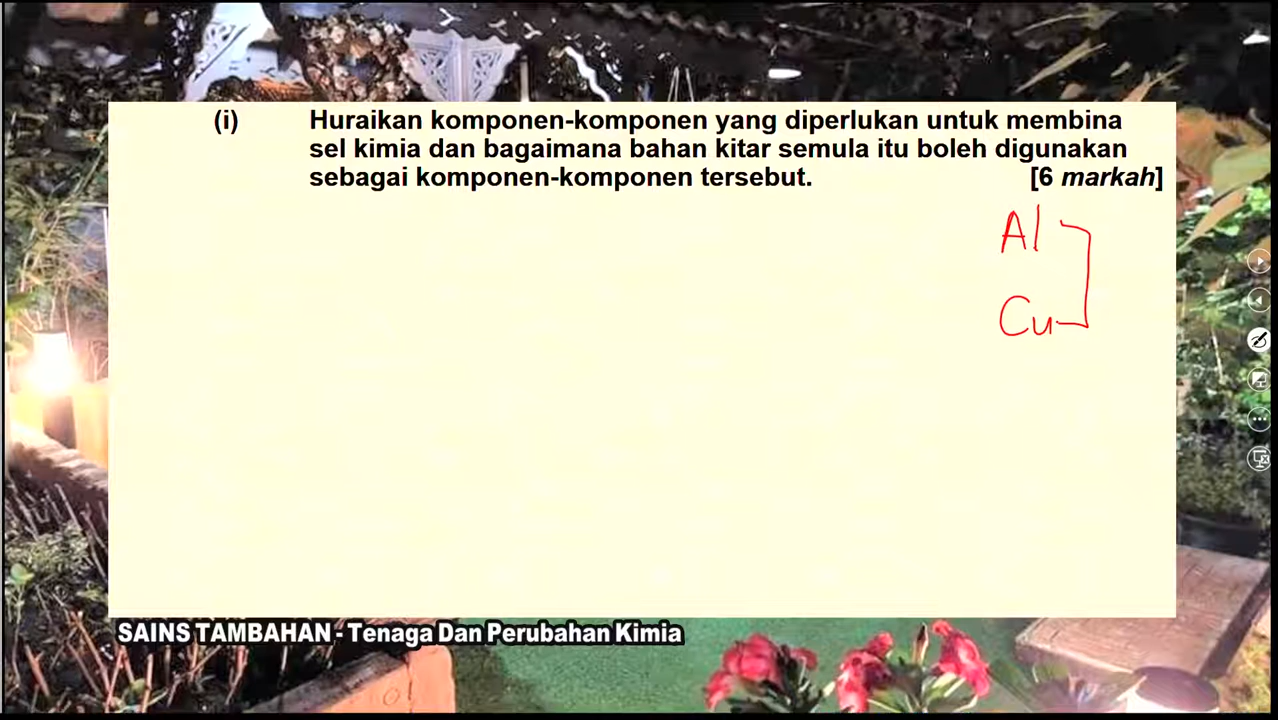 (i) Huraikan komponen-komponen yang diperlukan untuk membina
sel kimia dan bagaimana bahan kitar semula itu boleh digunakan
sebagai komponen-komponen tersebut. [6 markah]
Al
Cu
SAINS TAMBAHAN - Tenaga Dan Perubahan Kimia